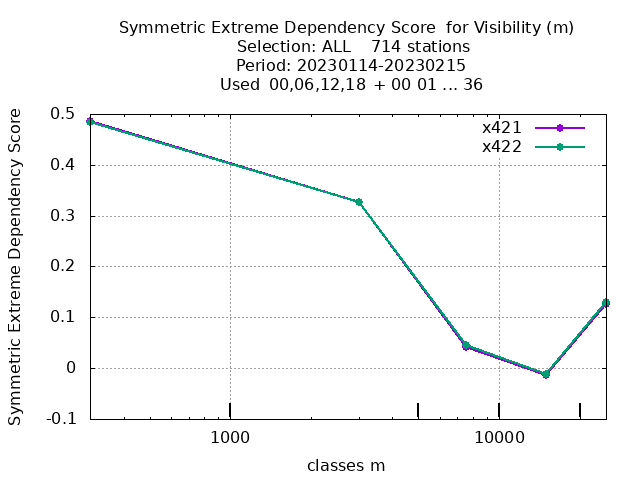 Symmetric Extreme Dependency Score for Visibility (m)
Selection: ALL 714 stations
Period: 20230114-20230215
Used 00,06,12,18 + 00 01 ... 36
Symmetric Extreme Dependency Score
0.5
0.4
0.3
0.2
0.1
0
-0.1
x421
x422
1000
10000
classes m